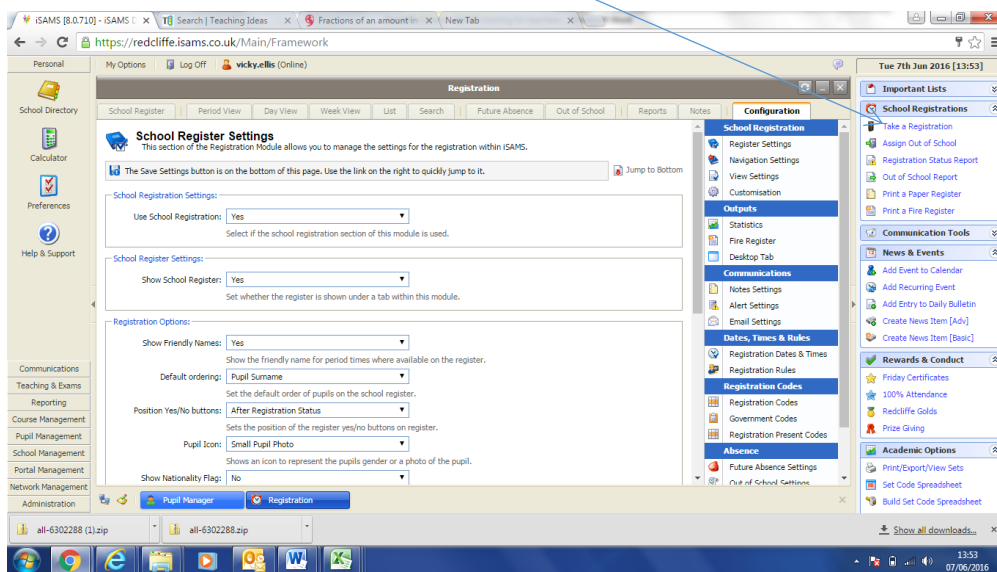 iSAMS [8.0.710] - iSAMS D
Search | Teaching Ideas
Fractions of an amount in
New Tab
https://redcliffe.isams.co.uk/Main/Framework
Personal
My Options
Log Off
vicky.ellis (Online)
Tue 7th Jun 2016 [13:53]
School Directory
Calculator
Preferences
Help & Support
Communications
Teaching & Exams
Reporting
Course Management
Pupil Management
School Management
Portal Management
Network Management
Administration
Registration
School Register
Period View
Day View
Week View
List
Search
Future Absence
Out of School
Reports
Notes
Configuration
School Register Settings
This section of the Registration Module allows you to manage the settings for the registration within iSAMS.
The Save Settings button is on the bottom of this page. Use the link on the right to quickly jump to it.
Jump to Bottom
School Registration Settings:
Use School Registration: Yes
Select if the school registration section of this module is used.
School Register Settings:
Show School Register: Yes
Set whether the register is shown under a tab within this module.
Registration Options:
Show Friendly Names: Yes
Show the friendly name for period times where available on the register.
Default ordering: Pupil Surname
Set the default order of pupils on the school register.
Position Yes/No buttons: After Registration Status
Sets the position of the register yes/no buttons on register.
Pupil Icon: Small Pupil Photo
Shows an icon to represent the pupils gender or a photo of the pupil.
Show Nationality Flag: No
School Registration
Register Settings
Navigation Settings
View Settings
Customisation
Outputs
Statistics
Fire Register
Desktop Tab
Communications
Notes Settings
Alert Settings
Email Settings
Dates, Times & Rules
Registration Dates & Times
Registration Rules
Registration Codes
Registration Codes
Government Codes
Registration Present Codes
Absence
Future Absence Settings
Out of School Settings
Important Lists
School Registrations
Take a Registration
Assign Out of School
Registration Status Report
Out of School Report
Print a Paper Register
Print a Fire Register
Communication Tools
News & Events
Add Event to Calendar
Add Recurring Event
Add Entry to Daily Bulletin
Create News Item [Adv]
Create News Item [Basic]
Rewards & Conduct
Friday Certificates
100% Attendance
Redcliffe Golds
Prize Giving
Academic Options
Print/Export/View Sets
Set Code Spreadsheet
Build Set Code Spreadsheet
Pupil Manager
Registration
all-6302288 (1).zip
all-6302288.zip
Show all downloads...
13:53
07/06/2016